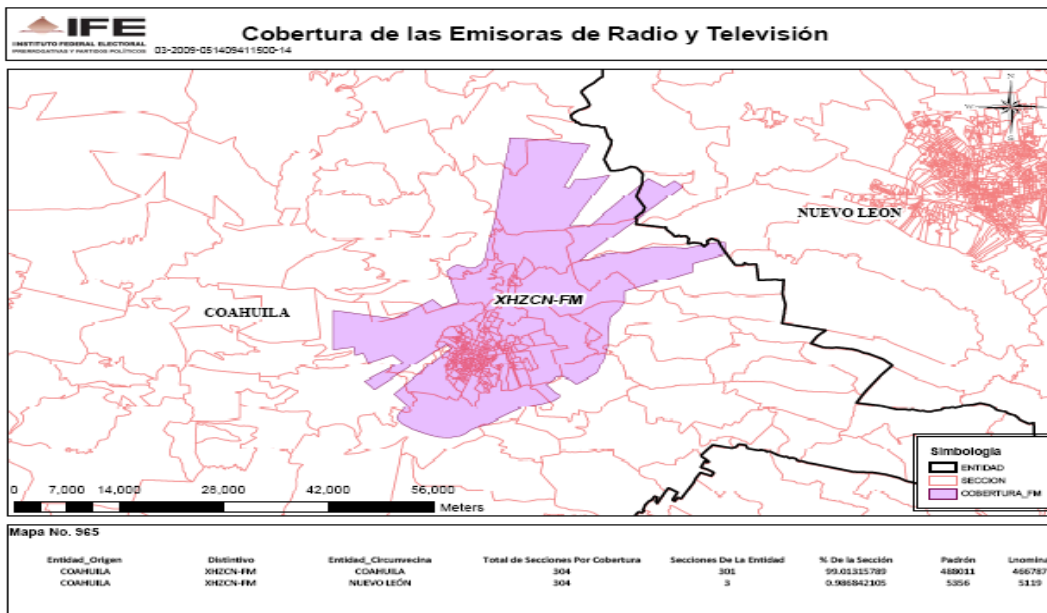 IFE
INSTITUTO FEDERAL ELECTORAL
PRERROGATIVAS Y PARTIDOS POLÍTICOS
03-2009-051409411500-14
Cobertura de las Emisoras de Radio y Televisión
N
W
S
NUEVO LEON
XHZCN-FM
COAHUILA
Simbología
ENTIDAD
SECCION
COBERTURA_FM
0 7,000 14,000 28,000 42,000 56,000
Meters
Mapa No. 965
Entidad_Origen Distintivo Entidad_Circunvecina Total de Secciones Por Cobertura Secciones De La Entidad % De la Sección Padrón Lnomina
COAHUILA XHZCN-FM COAHUILA 304 301 99.01315789 488011 466787
COAHUILA XHZCN-FM NUEVO LEÓN 304 3 0.986842105 5356 5119